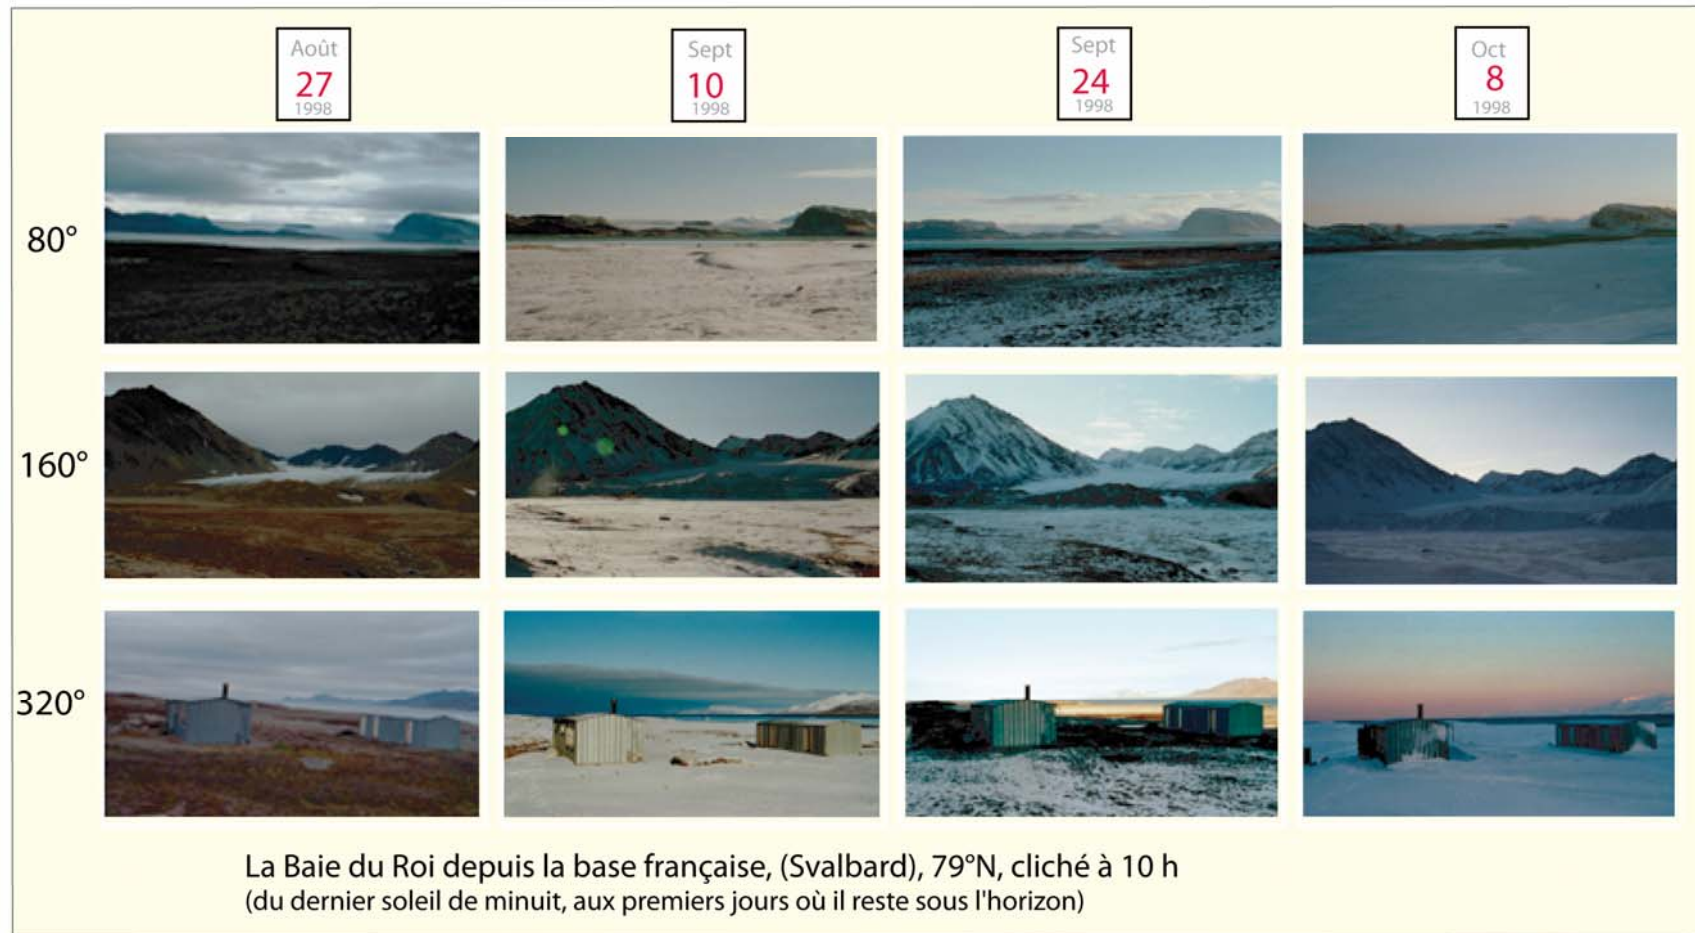 Août
27
1998
Sept
10
1998
Sept
24
1998
Oct
8
1998
80°
160°
320°
La Baie du Roi depuis la base française, (Svalbard), 79°N, cliché à 10 h
(du dernier soleil de minuit, aux premiers jours où il reste sous l'horizon)